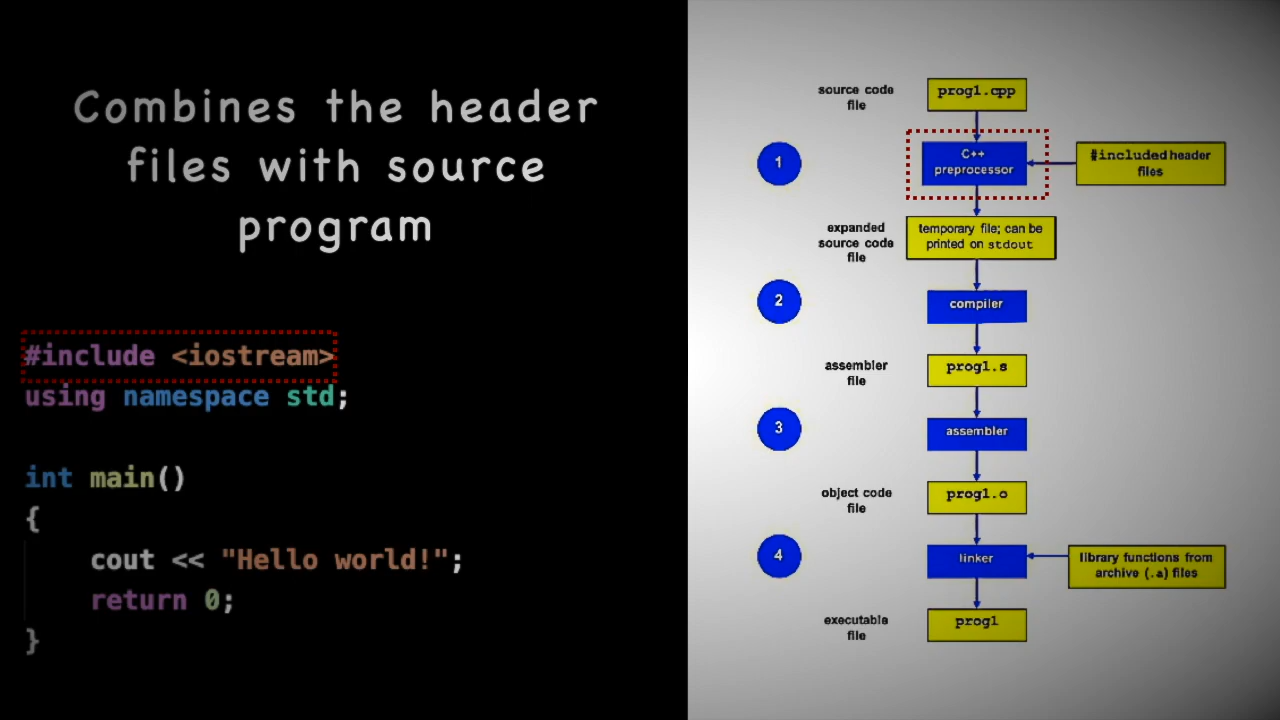 Combines the header
files with source
program
#include <iostream>
using namespace std;
int main()
{
cout << "Hello world!";
return 0;
}
source code
file
prog1.cpp
1
C++
preprocessor
#included header
files
expanded
source code
file
temporary file; can be
printed on stdout
2
compiler
assembler
file
prog1.s
3
assembler
object code
file
prog1.o
4
linker
library functions from
archive (.a) files
executable
file
prog1